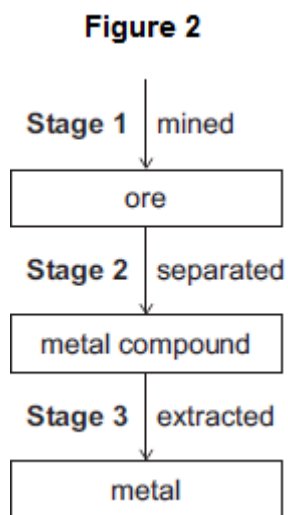 Figure 2
Stage 1 mined
ore
Stage 2 separated
metal compound
Stage 3 extracted
metal